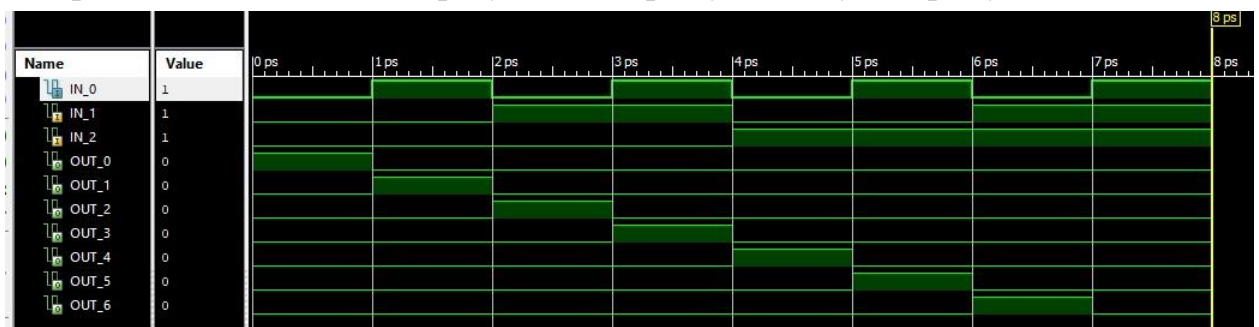 8 ps
Name Value 0 ps 1 ps 2 ps 3 ps 4 ps 5 ps 6 ps 7 ps 8 ps
IN_0 1
IN_1 1
IN_2 1
OUT_0 0
OUT_1 0
OUT_2 0
OUT_3 0
OUT_4 0
OUT_5 0
OUT_6 0